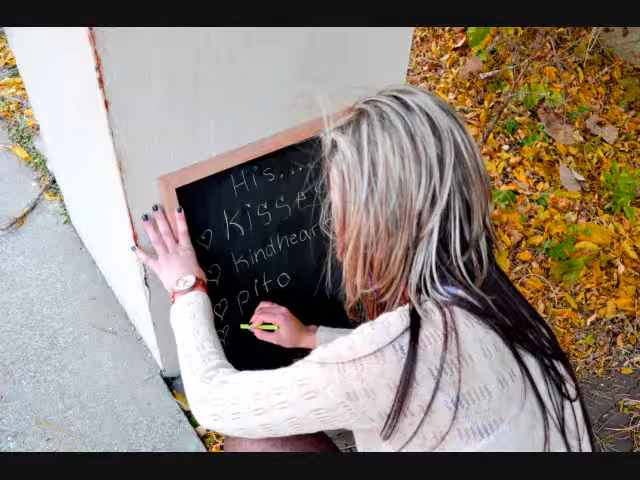 His....
♡ Kisse
♡ kindhear
♡ pito
♡